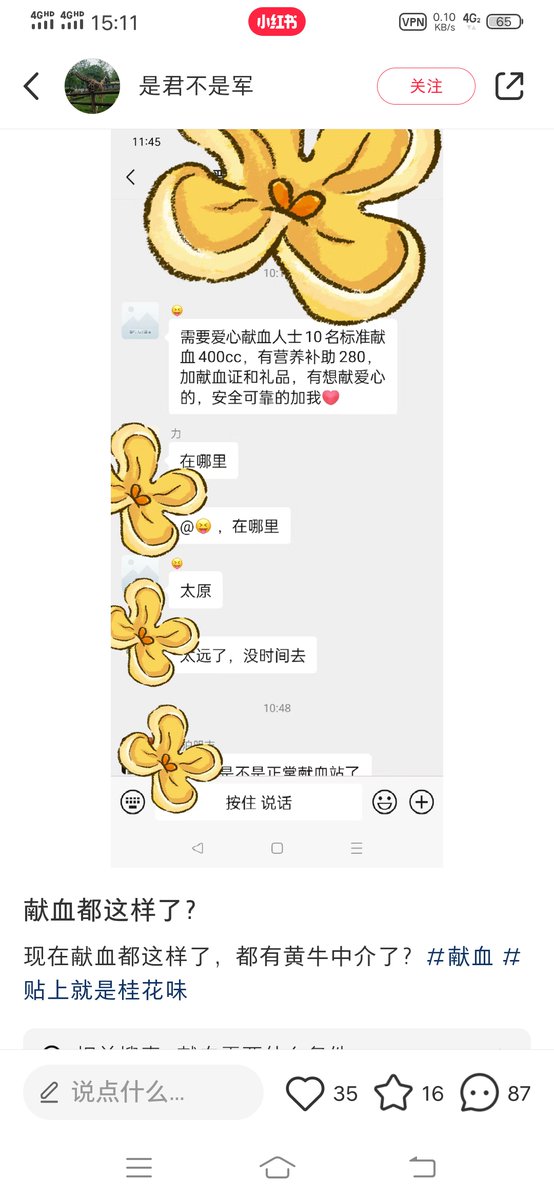 4GHD 4GHD 15:11 小红书 VPN 0.10 KB/s 4G2 65
是君不是军 关注
11:45
需要爱心献血人士10名标准献
血400cc，有营养补助280，
加献血证和礼品，有想献爱心
的，安全可靠的加我
力
在哪里
@ ，在哪里
太原
太远了，没时间去
10:48
是不是正常献血站了
按住 说话
献血都这样了？
现在献血都这样了，都有黄牛中介了？#献血 #
贴上就是桂花味
说点什么... 35 16 87